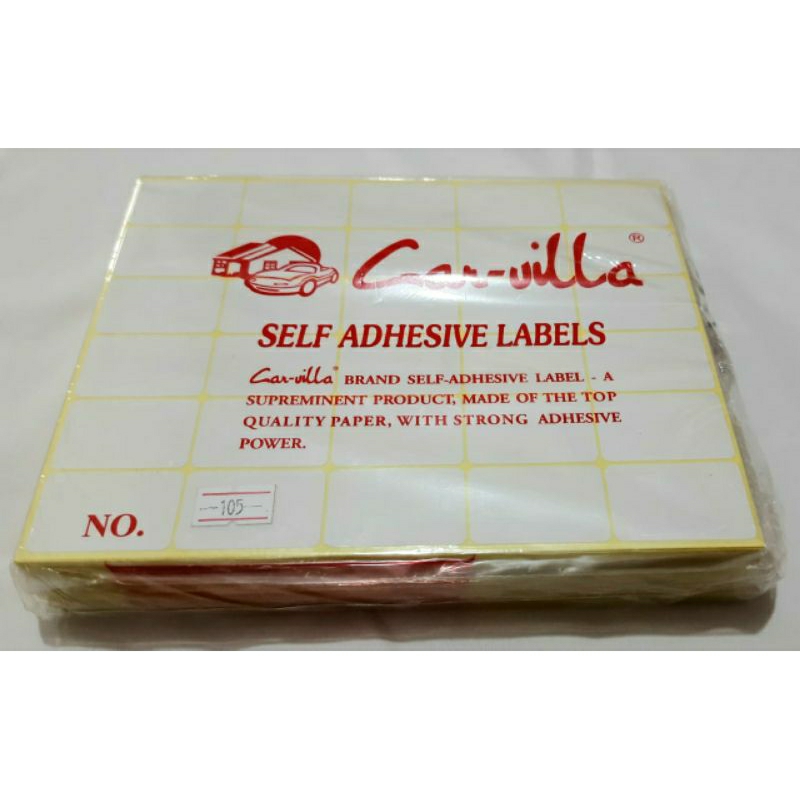 Car-villa®
SELF ADHESIVE LABELS
Car-villa® BRAND SELF-ADHESIVE LABEL - A
SUPREMINENT PRODUCT, MADE OF THE TOP
QUALITY PAPER, WITH STRONG ADHESIVE
POWER.
NO. --105--